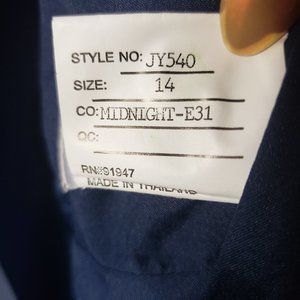 STYLE NO: JY540
SIZE: 14
CO: MIDNIGHT-E31
QC:
RN#91947
MADE IN THAILAND